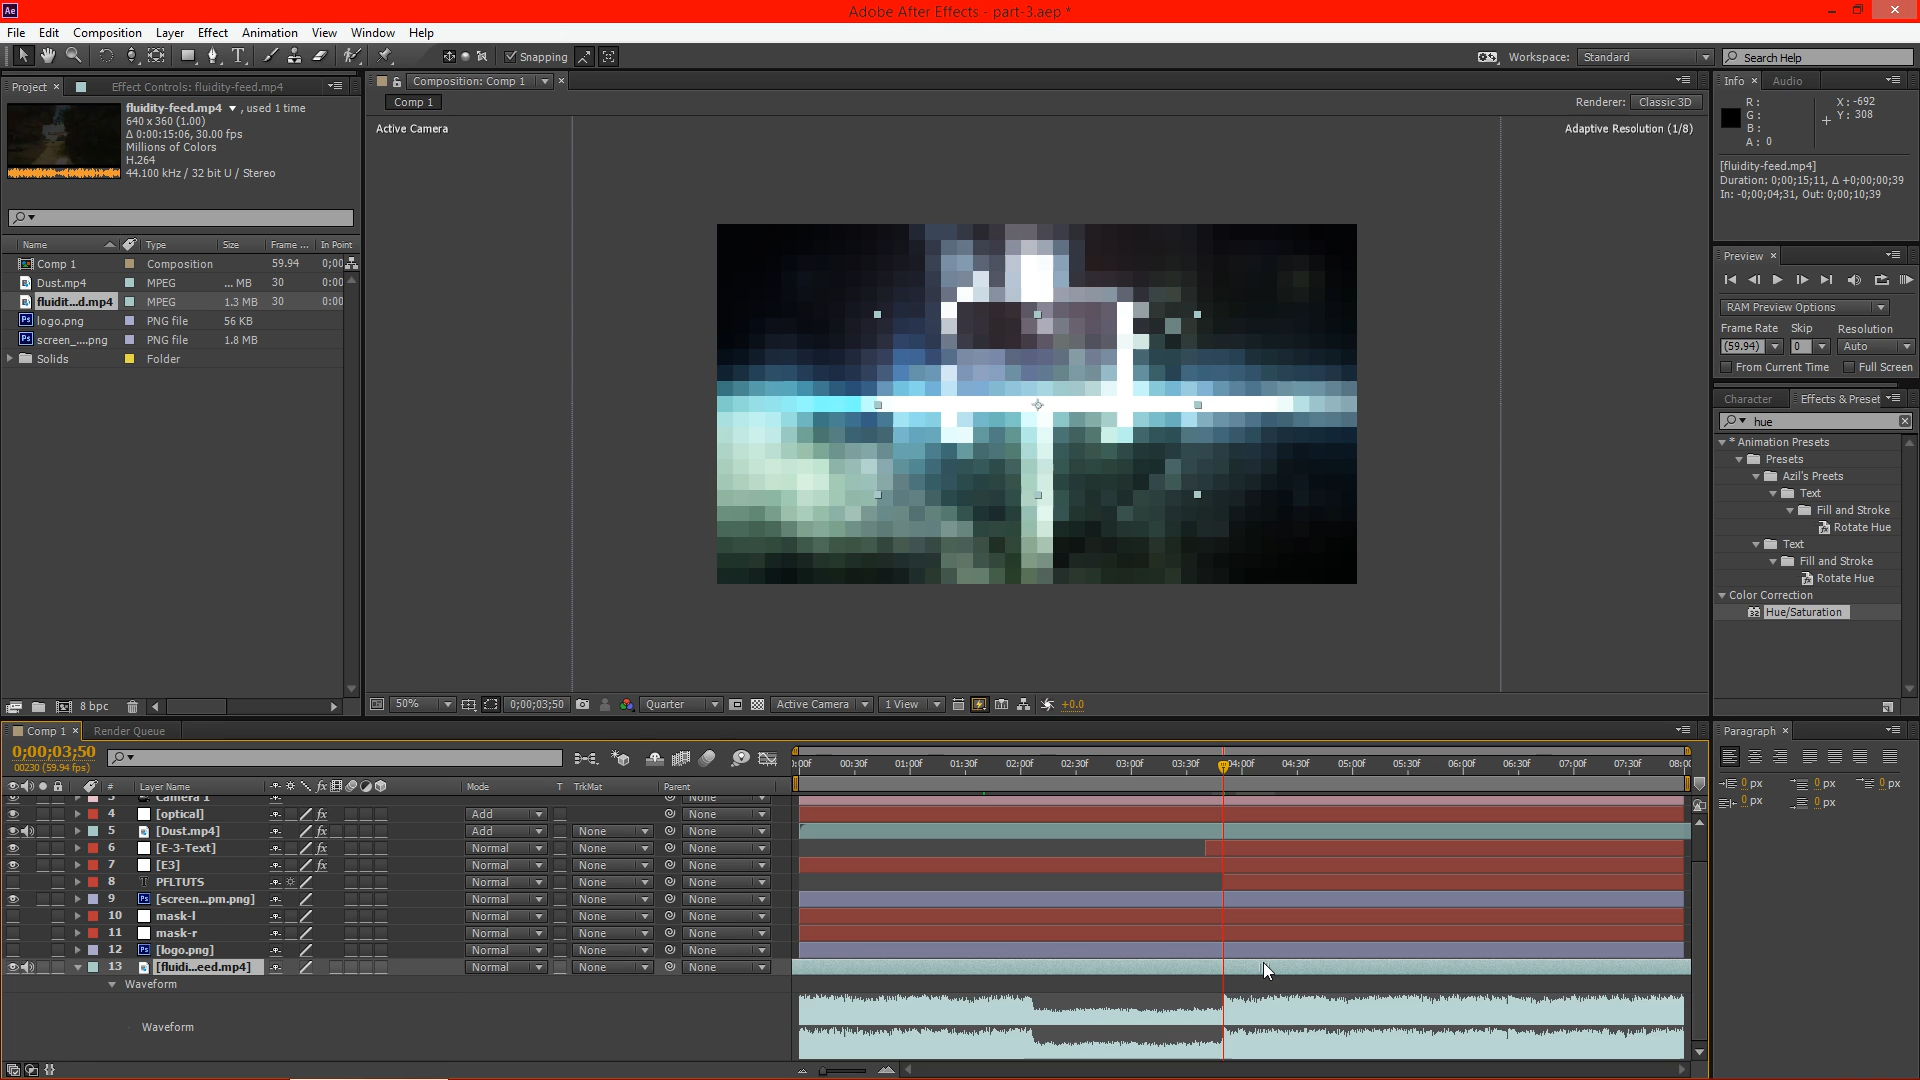 Ae
Adobe After Effects - part-3.aep *
File Edit Composition Layer Effect Animation View Window Help
Snapping
Workspace: Standard
Search Help
Project
Effect Controls: fluidity-feed.mp4
fluidity-feed.mp4 , used 1 time
640 x 360 (1.00)
Δ 0:00:15:06, 30.00 fps
Millions of Colors
H.264
44.100 kHz / 32 bit U / Stereo
Name Type Size Frame ... In Point
Comp 1 Composition 59.94 0;00
Dust.mp4 MPEG ... MB 30 0:00
fluidit...d.mp4 MPEG 1.3 MB 30 0:00
logo.png PNG file 56 KB
screen_....png PNG file 1.8 MB
Solids Folder
8 bpc
Composition: Comp 1
Comp 1
Renderer: Classic 3D
Active Camera
Adaptive Resolution (1/8)
50% 0;00;03;50 Quarter Active Camera 1 View +0.0
Info Audio
R :
G :
B :
A : 0
X : -692
Y : 308
[fluidity-feed.mp4]
Duration: 0;00;15;11, Δ +0;00;00;39
In: -0;00;04;31, Out: 0;00;10;39
Preview
RAM Preview Options
Frame Rate Skip Resolution
(59.94) 0 Auto
From Current Time Full Screen
Character Effects & Preset
hue
* Animation Presets
Presets
Azil's Preets
Text
Fill and Stroke
Rotate Hue
Text
Fill and Stroke
Rotate Hue
Color Correction
32 Hue/Saturation
Paragraph
0 px 0 px 0 px
0 px 0 px
Comp 1 Render Queue
0;00;03;50
00230 (59.94 fps)
# Layer Name fx Mode T TrkMat Parent
:00f 00:30f 01:00f 01:30f 02:00f 02:30f 03:00f 03:30f 04:00f 04:30f 05:00f 05:30f 06:00f 06:30f 07:00f 07:30f 08:00
3 Camera 1 None
4 [optical] fx Add None
5 [Dust.mp4] fx Add None None
6 [E-3-Text] fx Normal None None
7 [E3] fx Normal None None
8 T PFLTUTS Normal None None
9 [screen...pm.png] Normal None None
10 mask-l Normal None None
11 mask-r Normal None None
12 [logo.png] Normal None None
13 [fluidi...eed.mp4] Normal None None
Waveform
Waveform